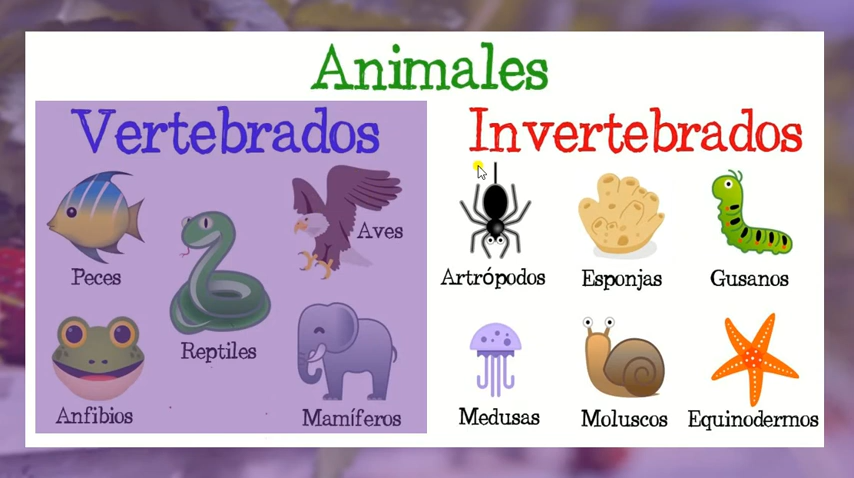 Animales
Vertebrados
Peces
Reptiles
Aves
Anfibios
Mamíferos
Invertebrados
Artrópodos
Esponjas
Gusanos
Medusas
Moluscos
Equinodermos